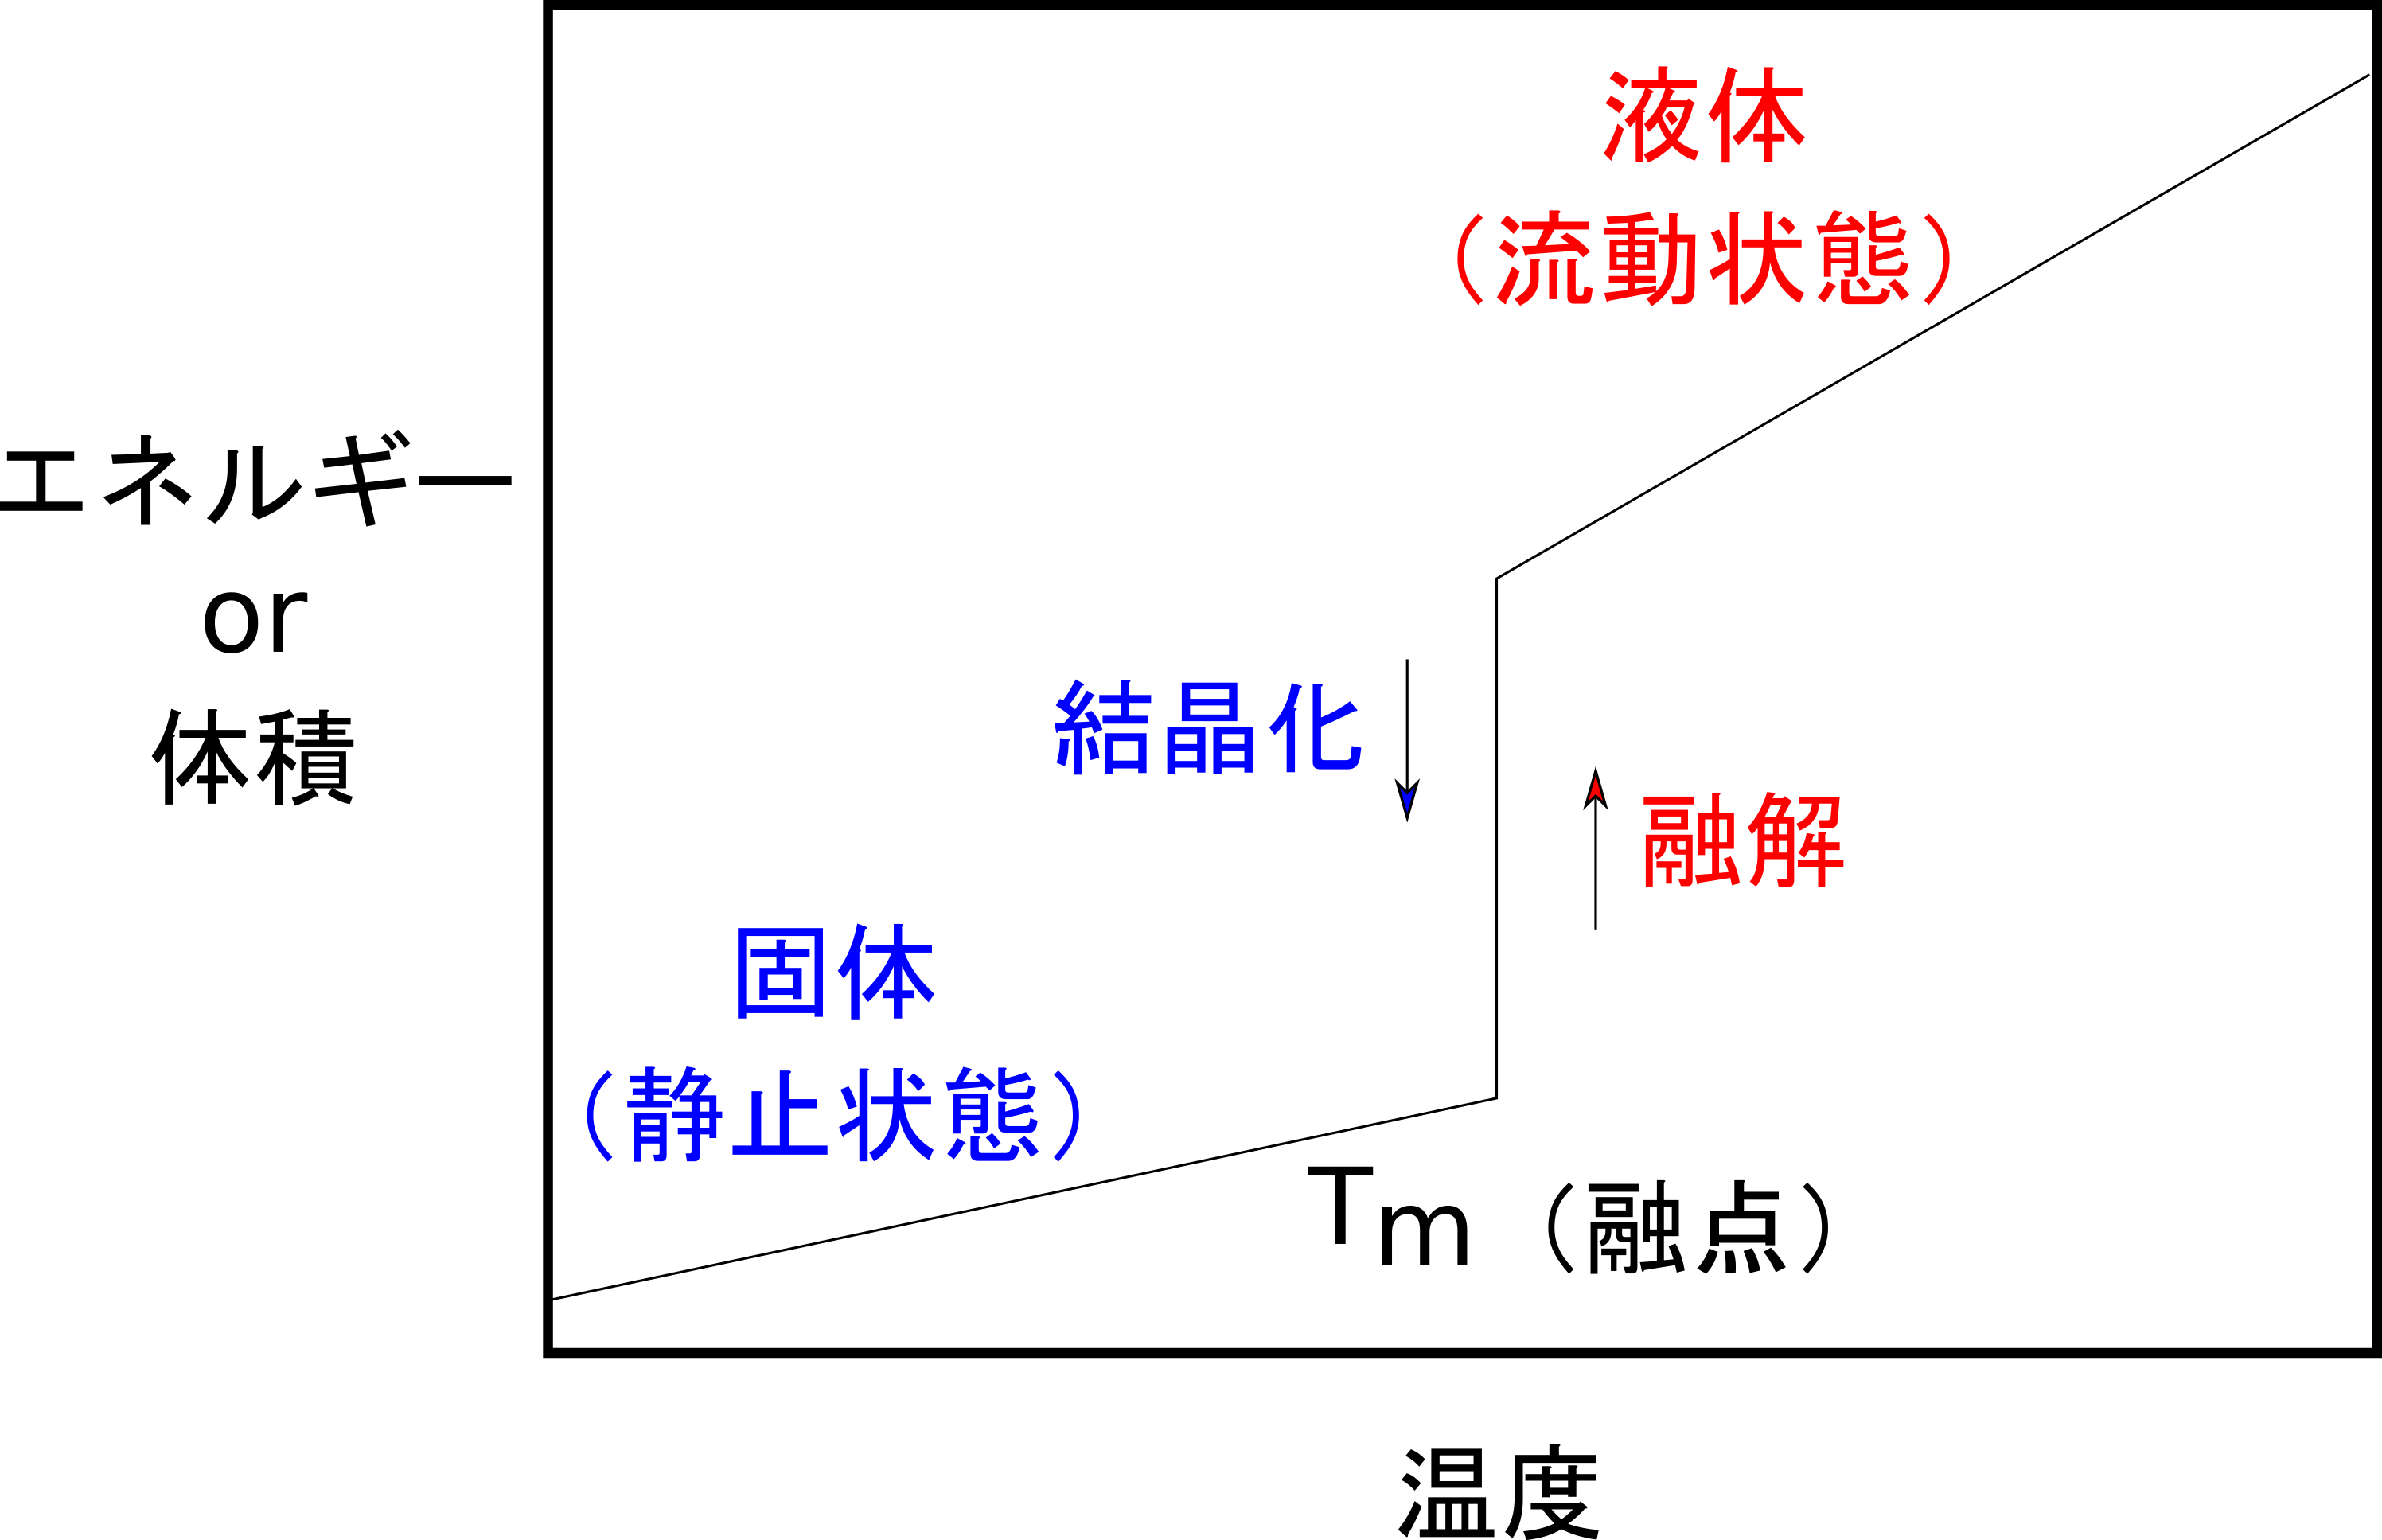 液体
（流動状態）
エネルギー
or
体積
結晶化
融解
固体
（静止状態）
Tm （融点）
温度